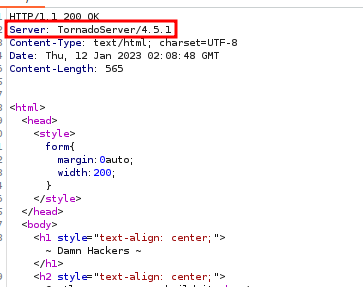 HTTP/1.1 200 OK
Server: TornadoServer/4.5.1
Content-Type: text/html; charset=UTF-8
Date: Thu, 12 Jan 2023 02:08:48 GMT
Content-Length: 565
<html>
<head>
<style>
form{
margin:0auto;
width:200;
}
</style>
</head>
<body>
<h1 style="text-align: center;">
~ Damn Hackers ~
</h1>
<h2 style="text-align: center;">